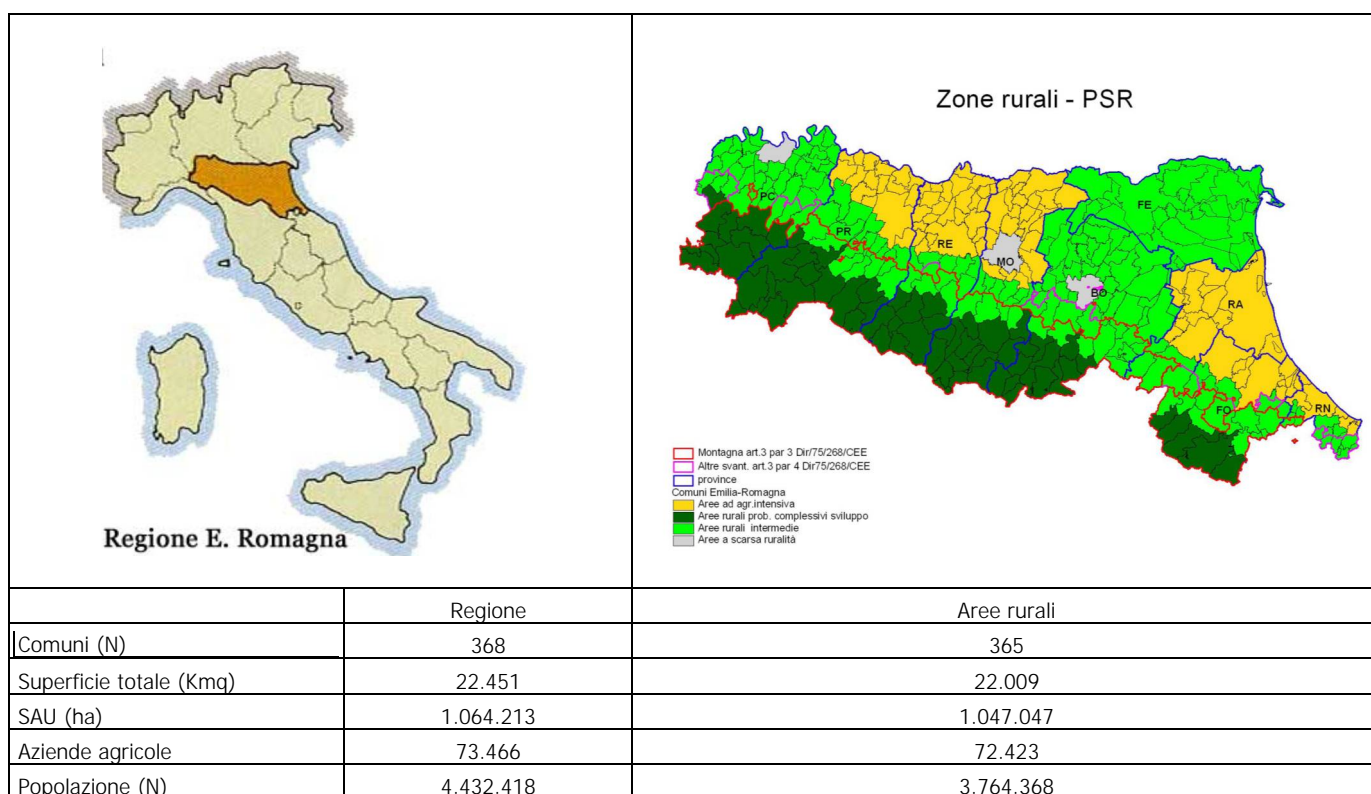 Regione E. Romagna
Zone rurali - PSR
PC
PR
RE
MO
BO
FE
RA
FO
RN
Montagna art.3 par 3 Dir/75/268/CEE
Altre svant. art.3 par 4 Dir75/268/CEE
province
Comuni Emilia-Romagna
Aree ad agr.intensiva
Aree rurali prob. complessivi sviluppo
Aree rurali intermedie
Aree a scarsa ruralità
Regione Aree rurali
Comuni (N) 368 365
Superficie totale (Kmq) 22.451 22.009
SAU (ha) 1.064.213 1.047.047
Aziende agricole 73.466 72.423
Popolazione (N) 4.432.418 3.764.368